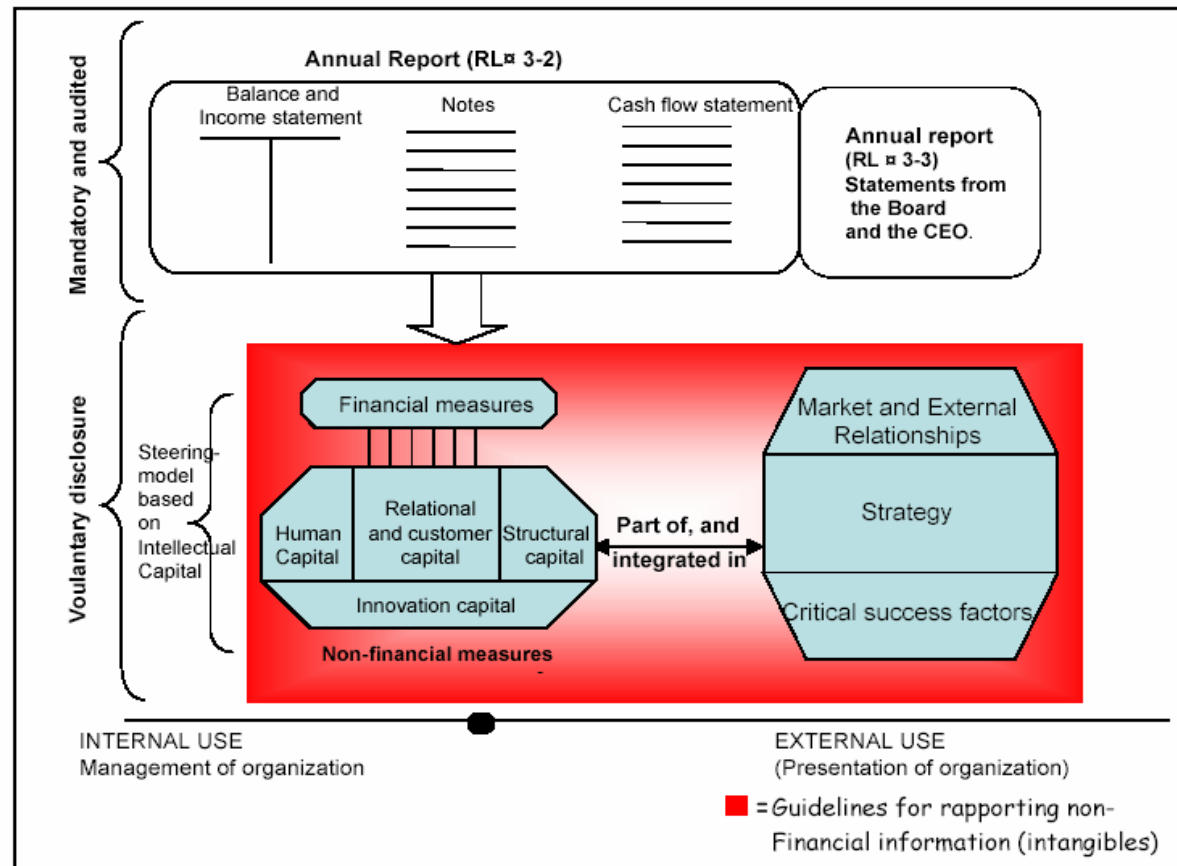 Annual Report (RL¤ 3-2)
Mandatory and audited
Balance and
Income statement
Notes
Cash flow statement
Annual report
(RL ¤ 3-3)
Statements from
the Board
and the CEO.
Voulantary disclosure
Steering-
model
based
on
Intellectual
Capital
Financial measures
Human
Capital
Relational
and customer
capital
Structural
capital
Innovation capital
Non-financial measures
-
Part of, and
integrated in
Market and External
Relationships
Strategy
Critical success factors
INTERNAL USE
Management of organization
EXTERNAL USE
(Presentation of organization)
= Guidelines for rapporting non-
Financial information (intangibles)